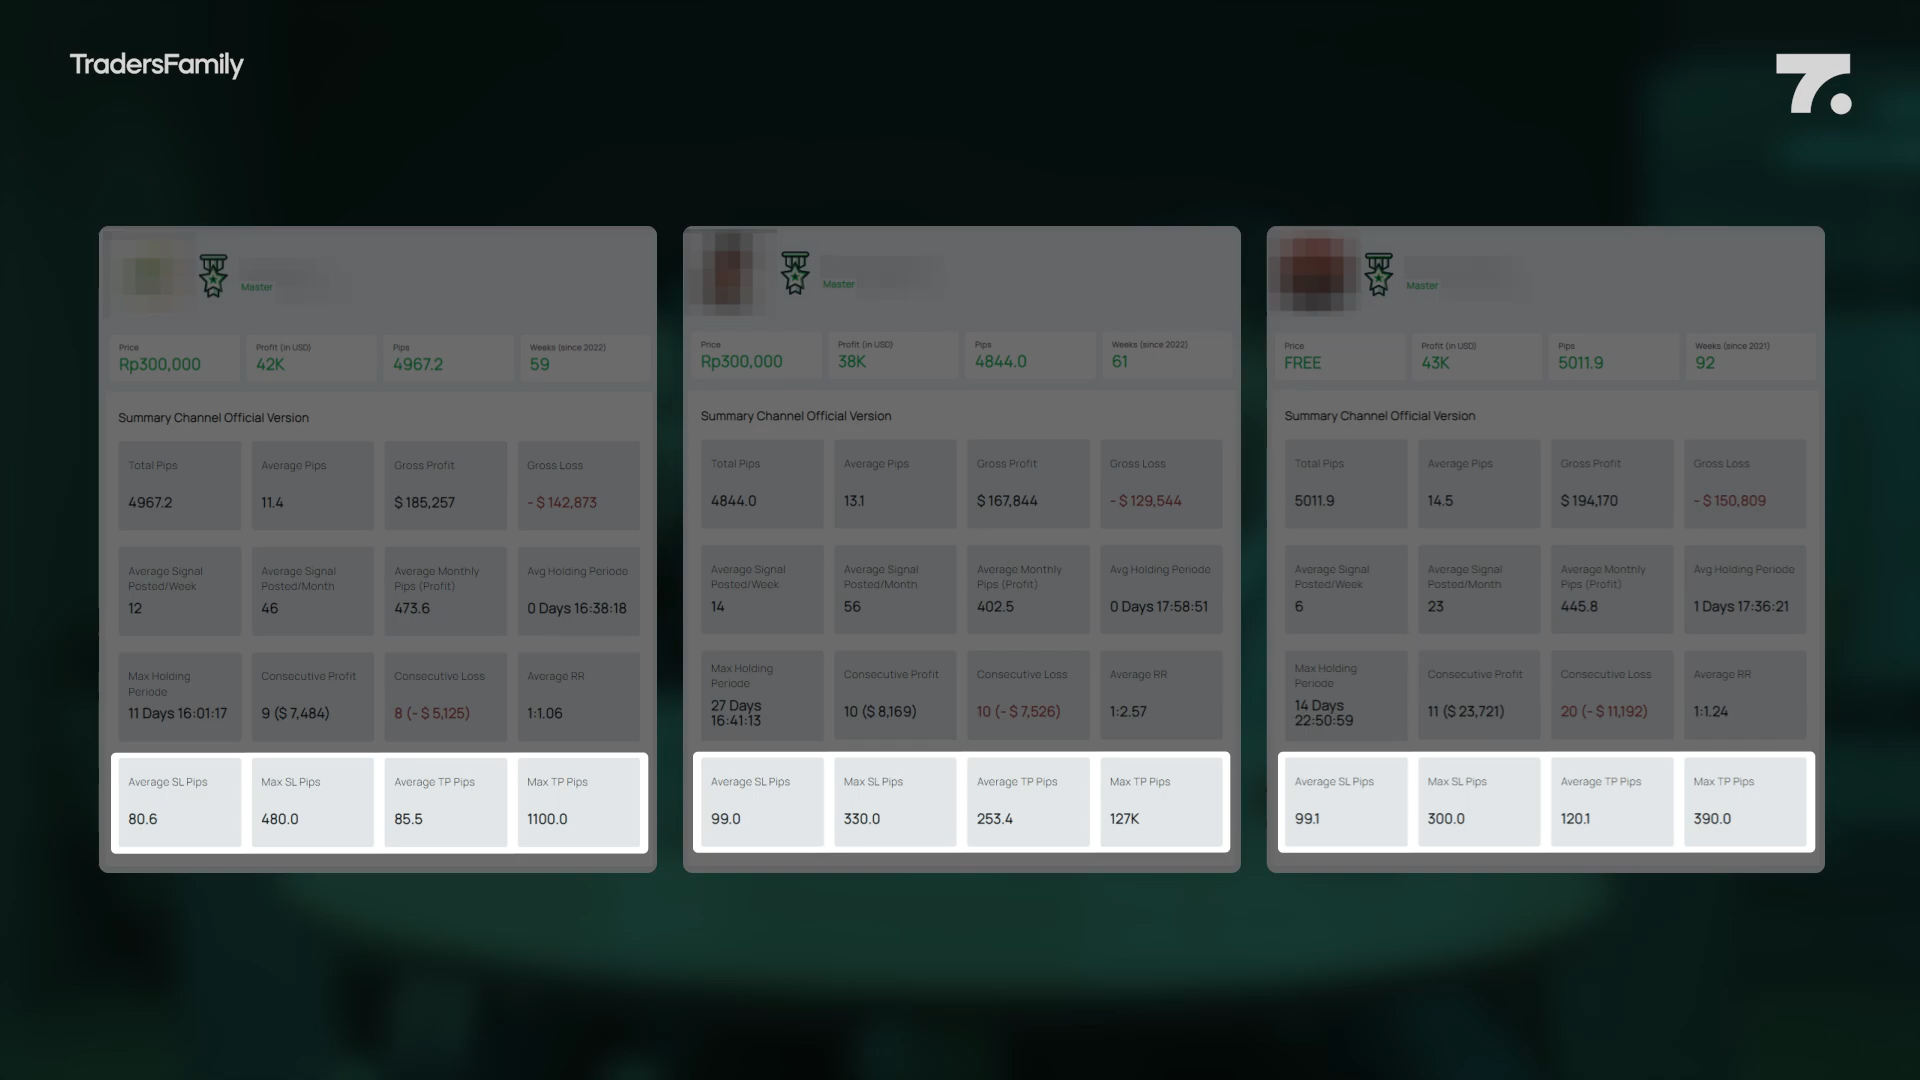 TradersFamily
Master
Price
Rp300,000
Profit (in USD)
42K
Pips
4967.2
Weeks (since 2022)
59
Summary Channel Official Version
Total Pips
4967.2
Average Pips
11.4
Gross Profit
$ 185,257
Gross Loss
- $ 142,873
Average Signal
Posted/Week
12
Average Signal
Posted/Month
46
Average Monthly
Pips (Profit)
473.6
Avg Holding Periode
0 Days 16:38:18
Max Holding
Periode
11 Days 16:01:17
Consecutive Profit
9 ($ 7,484)
Consecutive Loss
8 (- $ 5,125)
Average RR
1:1.06
Average SL Pips
80.6
Max SL Pips
480.0
Average TP Pips
85.5
Max TP Pips
1100.0
Master
Price
Rp300,000
Profit (in USD)
38K
Pips
4844.0
Weeks (since 2022)
61
Summary Channel Official Version
Total Pips
4844.0
Average Pips
13.1
Gross Profit
$ 167,844
Gross Loss
- $ 129,544
Average Signal
Posted/Week
14
Average Signal
Posted/Month
56
Average Monthly
Pips (Profit)
402.5
Avg Holding Periode
0 Days 17:58:51
Max Holding
Periode
27 Days
16:41:13
Consecutive Profit
10 ($ 8,169)
Consecutive Loss
10 (- $ 7,526)
Average RR
1:2.57
Average SL Pips
99.0
Max SL Pips
330.0
Average TP Pips
253.4
Max TP Pips
127K
Master
Price
FREE
Profit (in USD)
43K
Pips
5011.9
Weeks (since 2021)
92
Summary Channel Official Version
Total Pips
5011.9
Average Pips
14.5
Gross Profit
$ 194,170
Gross Loss
- $ 150,809
Average Signal
Posted/Week
6
Average Signal
Posted/Month
23
Average Monthly
Pips (Profit)
445.8
Avg Holding Periode
1 Days 17:36:21
Max Holding
Periode
14 Days
22:50:59
Consecutive Profit
11 ($ 23,721)
Consecutive Loss
20 (- $ 11,192)
Average RR
1:1.24
Average SL Pips
99.1
Max SL Pips
300.0
Average TP Pips
120.1
Max TP Pips
390.0